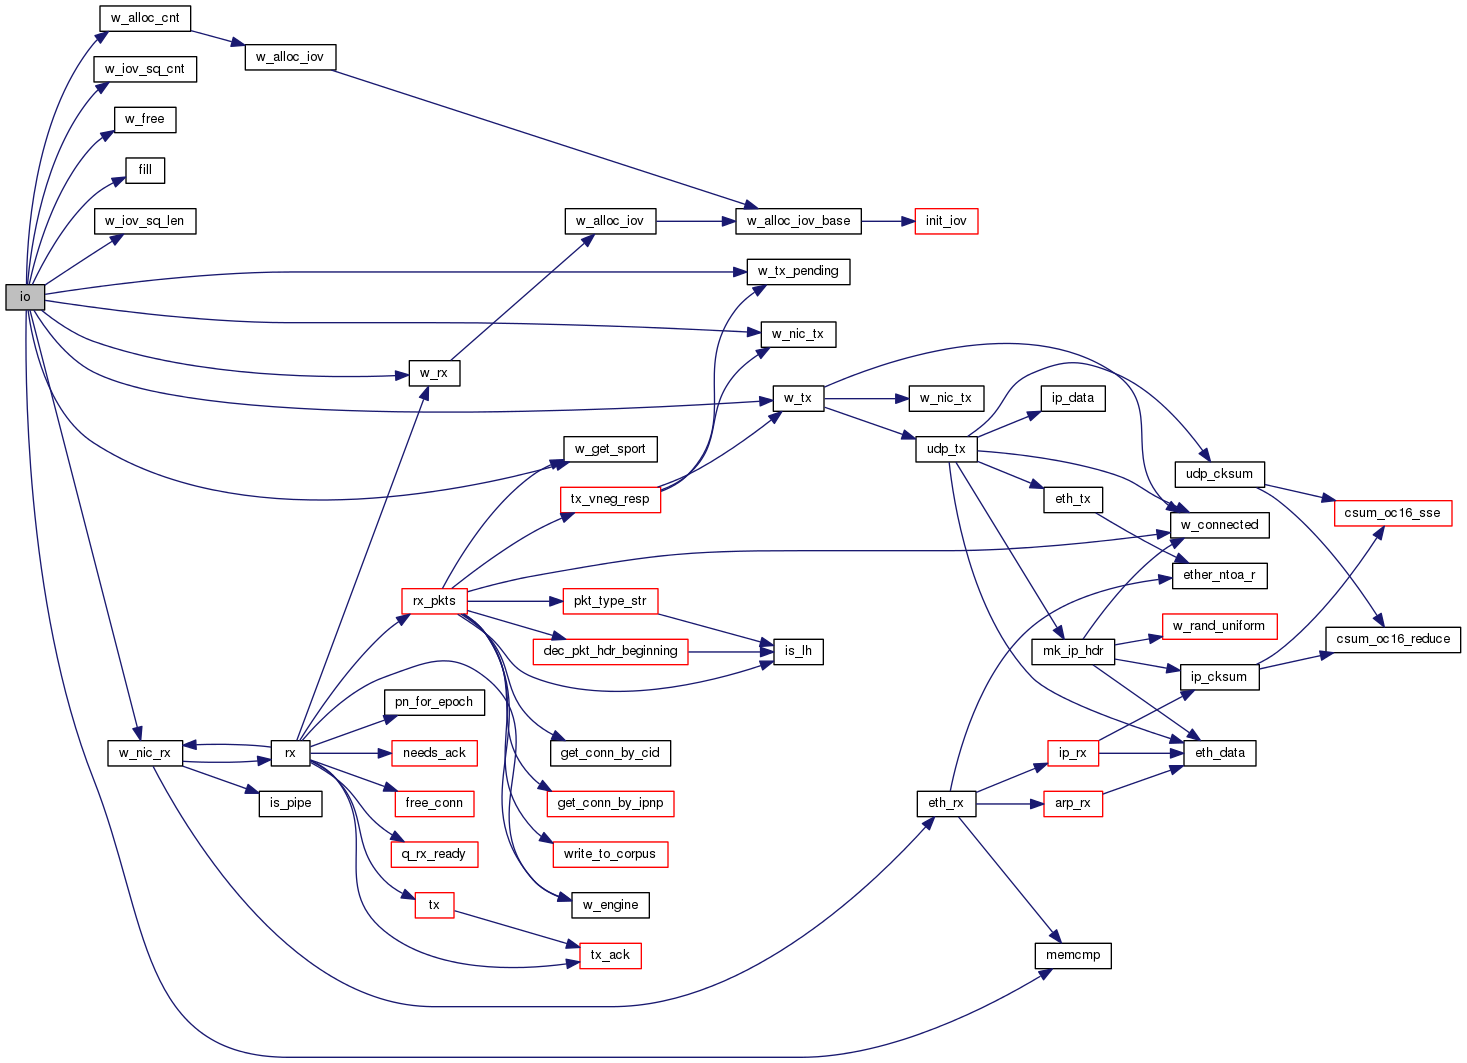 w_alloc_cnt
w_alloc_iov
w_iov_sq_cnt
w_free
fill
w_iov_sq_len
w_alloc_iov
w_alloc_iov_base
init_iov
w_tx_pending
io
w_nic_tx
w_rx
w_tx
w_nic_tx
ip_data
w_get_sport
udp_tx
udp_cksum
tx_vneg_resp
eth_tx
csum_oc16_sse
w_connected
ether_ntoa_r
rx_pkts
pkt_type_str
w_rand_uniform
csum_oc16_reduce
dec_pkt_hdr_beginning
is_lh
mk_ip_hdr
ip_cksum
pn_for_epoch
w_nic_rx
rx
needs_ack
get_conn_by_cid
ip_rx
eth_data
is_pipe
free_conn
get_conn_by_ipnp
eth_rx
arp_rx
q_rx_ready
write_to_corpus
tx
w_engine
tx_ack
memcmp